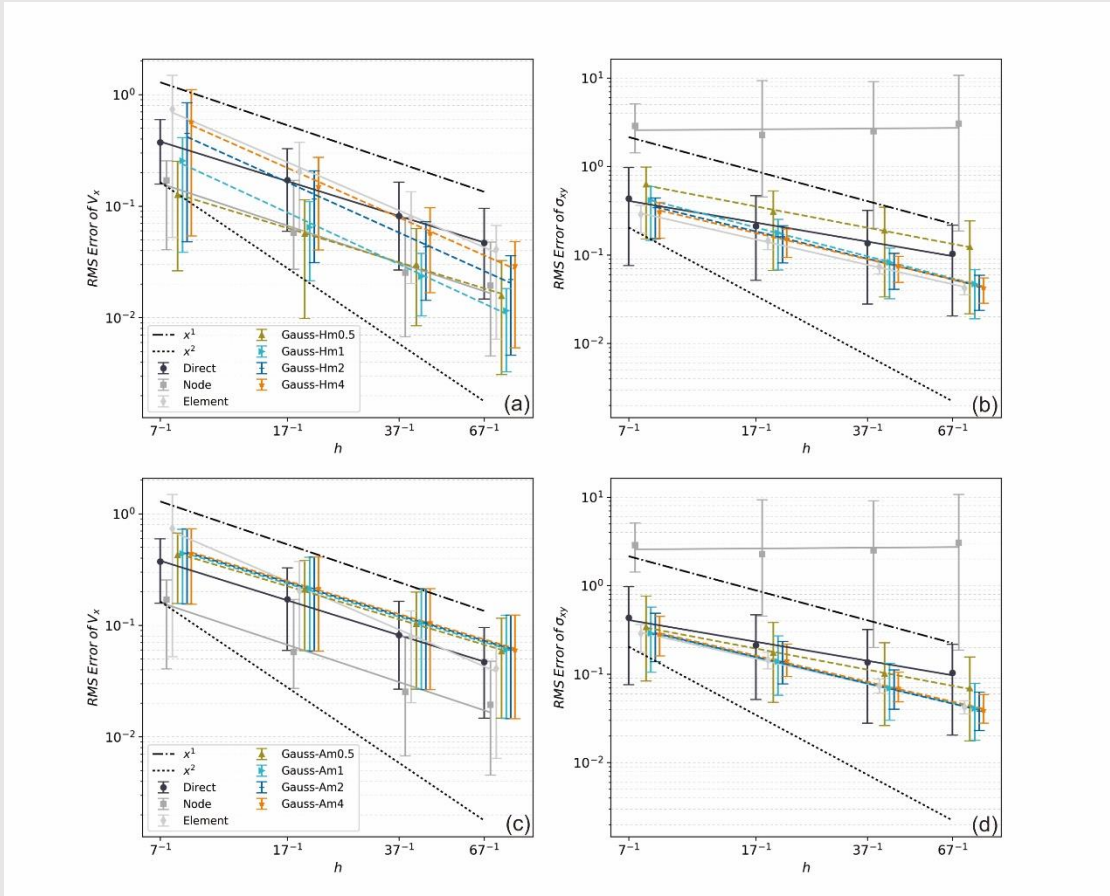 10⁰
10⁻¹
10⁻²
RMS Error of Vₓ
x¹
x²
Direct
Node
Element
Gauss-Hm0.5
Gauss-Hm1
Gauss-Hm2
Gauss-Hm4
(a)
7⁻¹ 17⁻¹ 37⁻¹ 67⁻¹
h
10¹
10⁰
10⁻¹
10⁻²
RMS Error of σₓᵧ
(b)
7⁻¹ 17⁻¹ 37⁻¹ 67⁻¹
h
10⁰
10⁻¹
10⁻²
RMS Error of Vₓ
x¹
x²
Direct
Node
Element
Gauss-Am0.5
Gauss-Am1
Gauss-Am2
Gauss-Am4
(c)
7⁻¹ 17⁻¹ 37⁻¹ 67⁻¹
h
10¹
10⁰
10⁻¹
10⁻²
RMS Error of σₓᵧ
(d)
7⁻¹ 17⁻¹ 37⁻¹ 67⁻¹
h